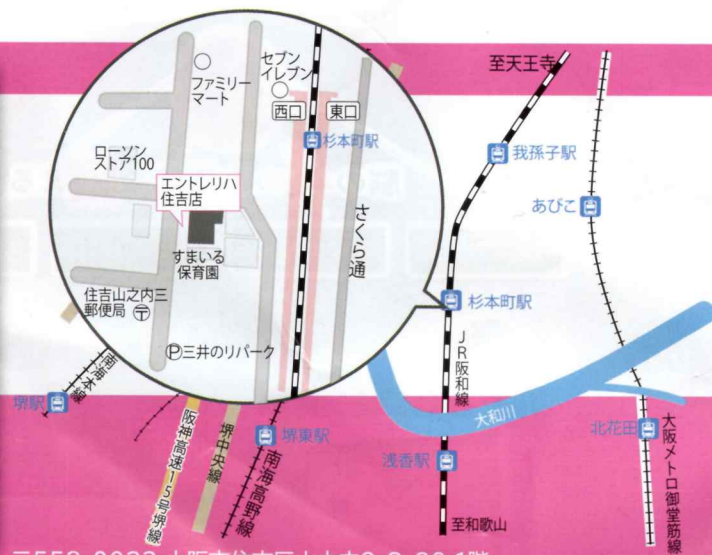 至天王寺
セブン
イレブン
ファミリー
マート
西口
東口
杉本町駅
我孫子駅
ローソン
ストア100
エントレリハ
住吉店
あびこ
さくら通
すまいる
保育園
住吉山之内三
郵便局 〒
杉本町駅
Ⓟ三井のリパーク
JR阪和線
南海本線
堺駅
大和川
阪神高速15号堺線
堺中央線
堺東駅
南海高野線
浅香駅
北花田
大阪メトロ御堂筋線
至和歌山